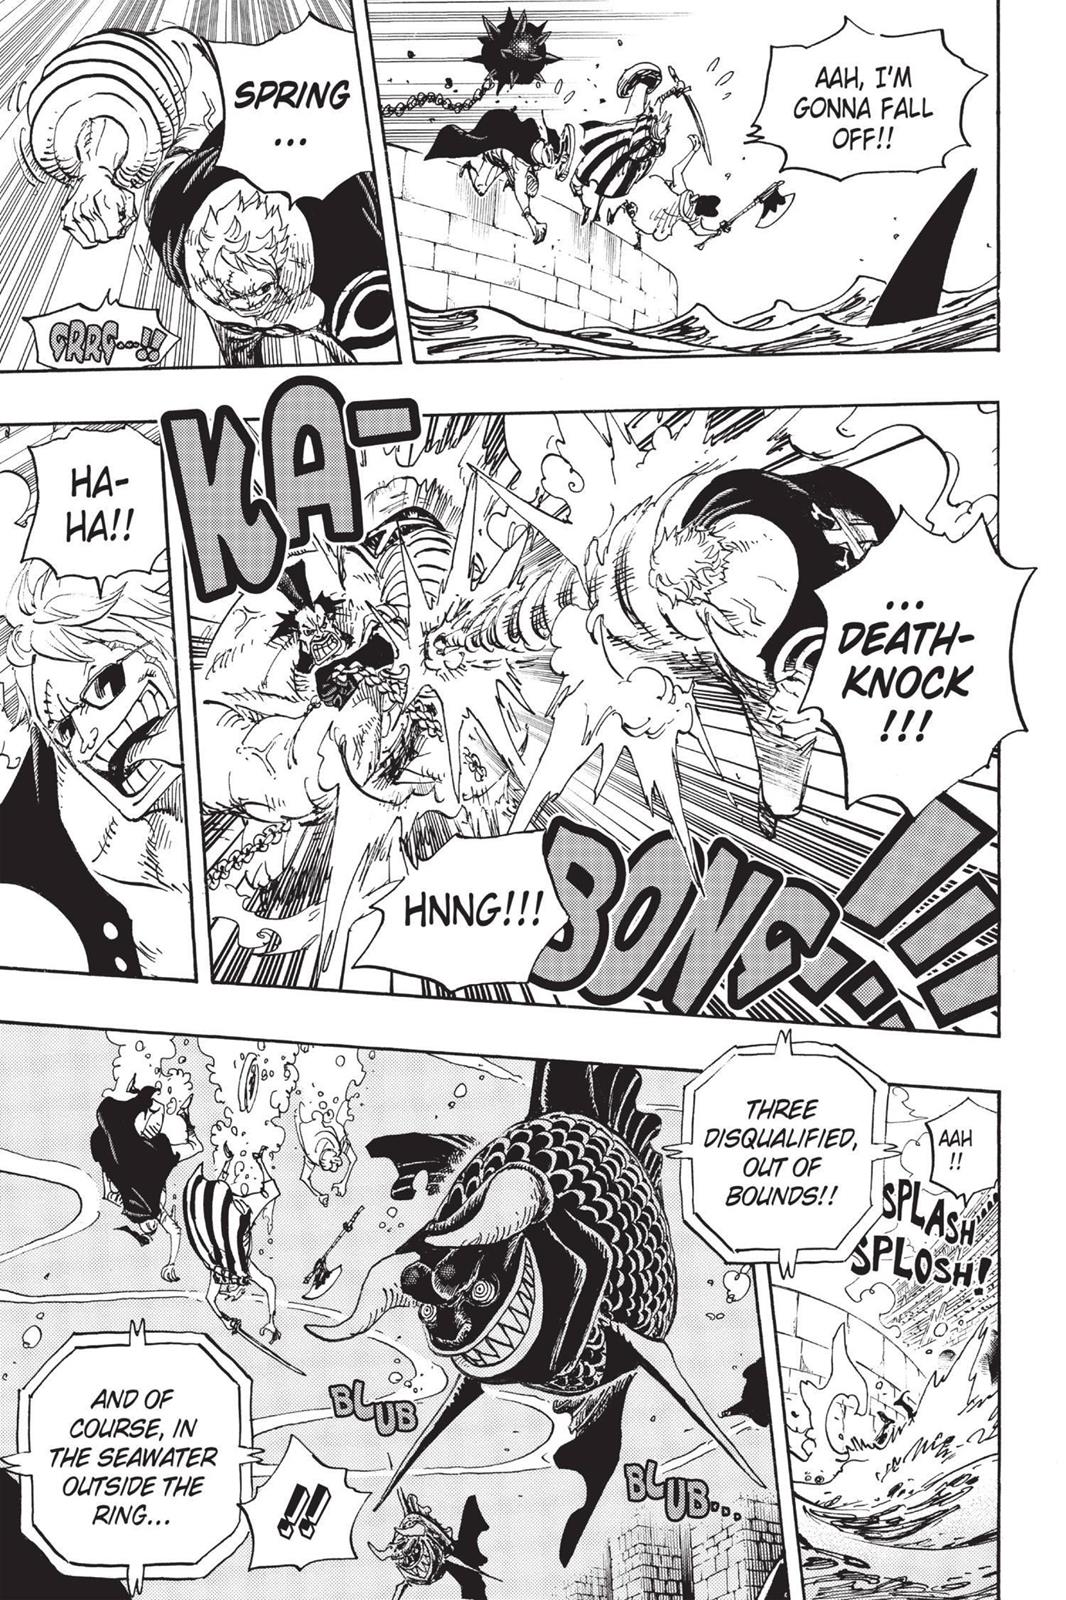 AAH, I'M
GONNA FALL
OFF!!
SPRING
...
GRRG...!!
...
DEATH-
KNOCK
!!!
KA-
BONG...!!!
HNNG!!!
HA-
HA!!
AAH
!!
SPLASH
SPLOSH!
THREE
DISQUALIFIED,
OUT OF
BOUNDS!!
BLUB
BLUB...
!!
AND OF
COURSE, IN
THE SEAWATER
OUTSIDE THE
RING...